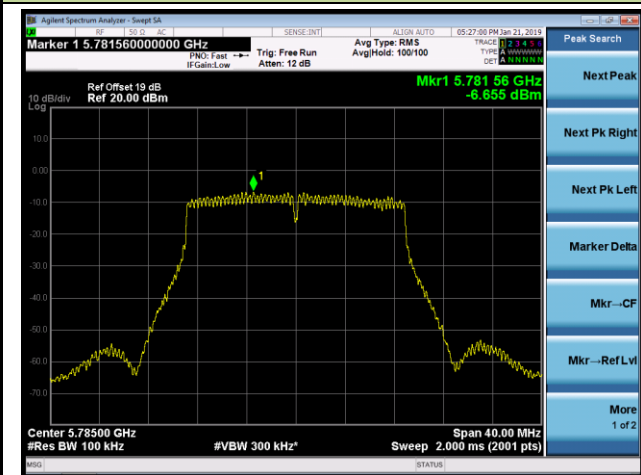 Agilent Spectrum Analyzer - Swept SA
RF 50 Ω AC SENSE:INT ALIGN AUTO 05:27:00 PM Jan 21, 2019
Marker 1 5.781560000000 GHz
PNO: Fast
IFGain:Low
Trig: Free Run
Atten: 12 dB
Avg Type: RMS
Avg|Hold: 100/100
TRACE 1 2 3 4 5 6
TYPE A WWWWW
DET A N N N N N
Peak Search
Mkr1 5.781 56 GHz
-6.655 dBm
Ref Offset 19 dB
10 dB/div Ref 20.00 dBm
Log
1
10.0
0.00
-10.0
-20.0
-30.0
-40.0
-50.0
-60.0
-70.0
Next Peak
Next Pk Right
Next Pk Left
Marker Delta
Mkr→CF
Mkr→Ref Lvl
More
1 of 2
Center 5.78500 GHz Span 40.00 MHz
#Res BW 100 kHz #VBW 300 kHz* Sweep 2.000 ms (2001 pts)
MSG STATUS